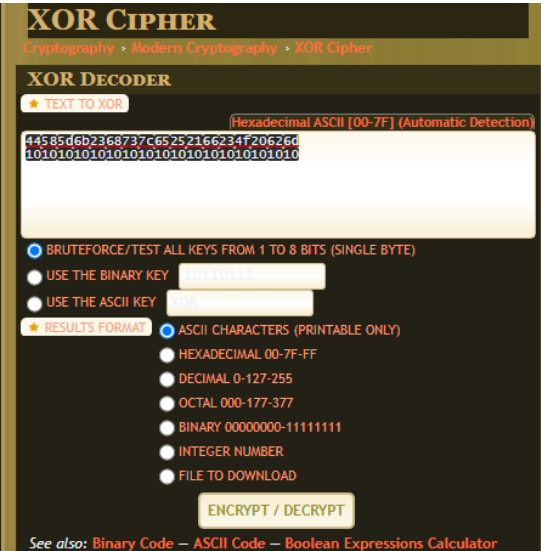 XOR Cipher
Cryptography › Modern Cryptography › XOR Cipher
XOR Decoder
★ TEXT TO XOR
Hexadecimal ASCII [00-7F] (Automatic Detection)
44585d6b2368737c65252166234f20626d
1010101010101010101010101010101010
BRUTEFORCE/TEST ALL KEYS FROM 1 TO 8 BITS (SINGLE BYTE)
USE THE BINARY KEY 10110111
USE THE ASCII KEY XOR
★ RESULTS FORMAT ASCII CHARACTERS (PRINTABLE ONLY)
HEXADECIMAL 00-7F-FF
DECIMAL 0-127-255
OCTAL 000-177-377
BINARY 00000000-11111111
INTEGER NUMBER
FILE TO DOWNLOAD
ENCRYPT / DECRYPT
See also: Binary Code — ASCII Code — Boolean Expressions Calculator